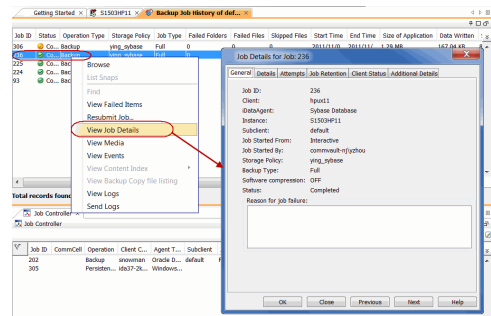 Getting Started × S1503HP11 × Backup Job History of def... ×
Job ID Status Operation Type Storage Policy Job Type Failed Folders Failed Files Skipped Files Start Time End Time Size of Application Data Written
306 Co... Backup ying_sybase Full 0 0 0 1.29 MB 167.04 KB
236 Co... Backup ying_sybase Full 0
225 Co... Bac
224 Co... Bac
93 Co... Bac
Browse
List Snaps
Find
View Failed Items
Resubmit Job...
View Job Details
View Media
View Events
View Content Index
View Backup Copy file listing
View Logs
Send Logs
Total records found
Job Details for Job: 236
General Details Attempts Job Retention Client Status Additional Details
Job ID: 236
Client: hpux11
iDataAgent: Sybase Database
Instance: S1503HP11
Subclient: default
Job Started From: Interactive
Job Started By: commvault-nj\yzhou
Storage Policy: ying_sybase
Backup Type: Full
Software compression: OFF
Status: Completed
Reason for job failure:
OK Close Previous Next Help
Job Controller ×
Job Controller
Job ID CommCell Operation Client C... Agent T... Subclient
202 Backup snowman Oracle D... default
305 Persisten... ida37-2k... Windows...